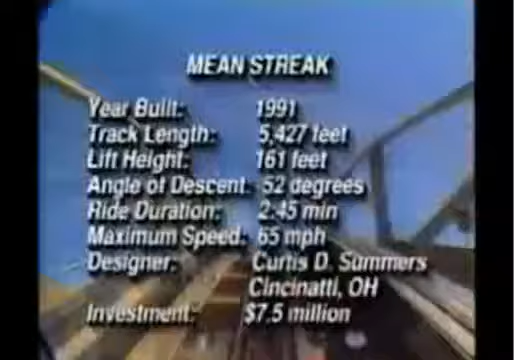 MEAN STREAK
Year Built: 1991
Track Length: 5,427 feet
Lift Height: 161 feet
Angle of Descent: 52 degrees
Ride Duration: 2:45 min
Maximum Speed: 65 mph
Designer: Curtis D. Summers
Cincinatti, OH
Investment: $7.5 million